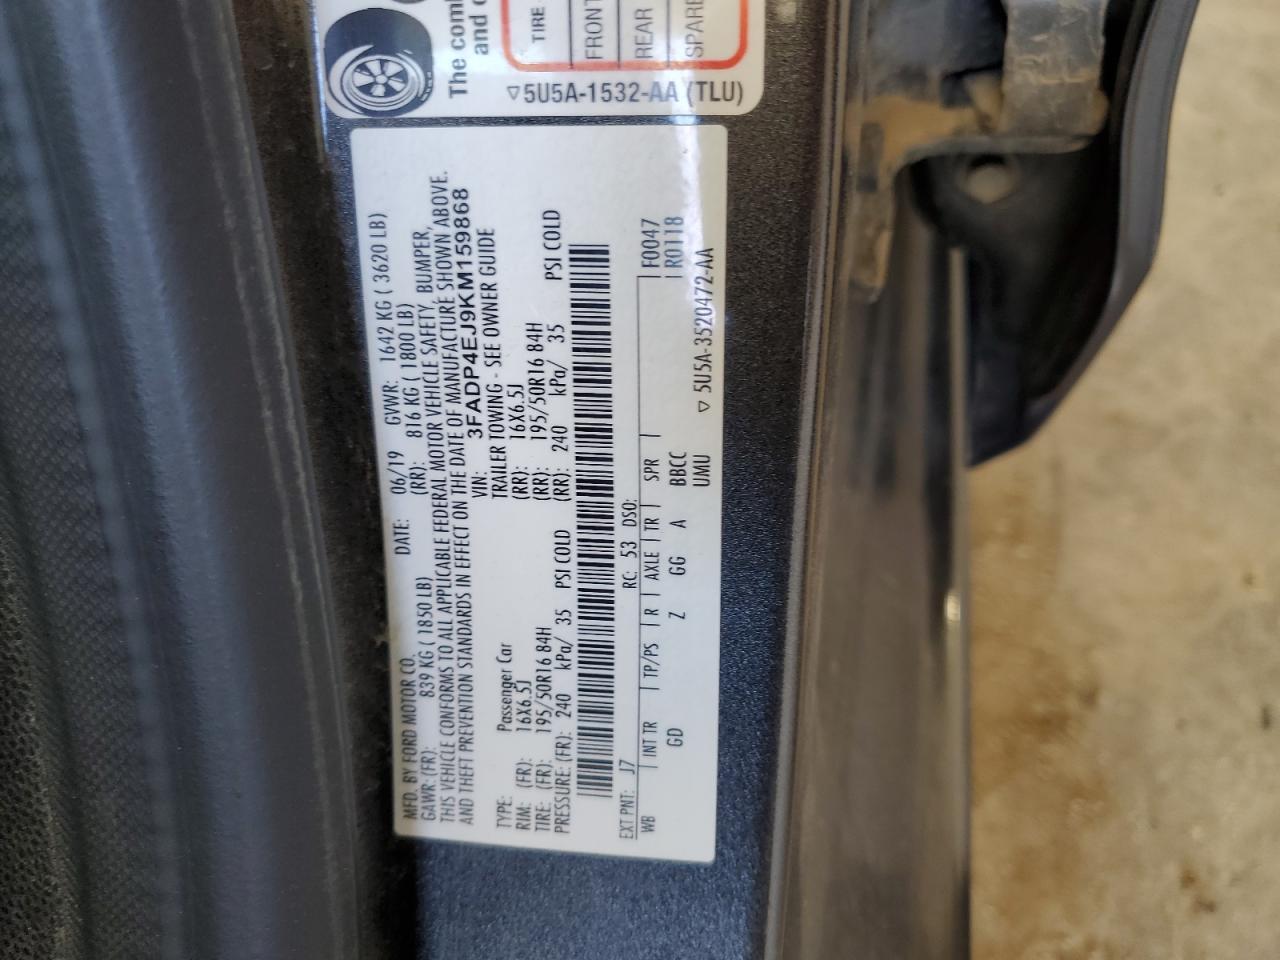 The com
and
TIRE
FRONT
REAR
SPARE
▽5U5A-1532-AA (TLU)
MFD. BY FORD MOTOR CO. DATE: 06/19 GVWR: 1642 KG ( 3620 LB)
GAWR: (FR): 839 KG ( 1850 LB) (RR): 816 KG ( 1800 LB)
THIS VEHICLE CONFORMS TO ALL APPLICABLE FEDERAL MOTOR VEHICLE SAFETY, BUMPER,
AND THEFT PREVENTION STANDARDS IN EFFECT ON THE DATE OF MANUFACTURE SHOWN ABOVE.
VIN: 3FADP4EJ9KM159868
TYPE: Passenger Car TRAILER TOWING - SEE OWNER GUIDE
RIM: (FR): 16X6.5J (RR): 16X6.5J
TIRE: (FR): 195/50R16 84H (RR): 195/50R16 84H
PRESSURE: (FR): 240 kPa/ 35 PSI COLD (RR): 240 kPa/ 35 PSI COLD
EXT PNT: J7 RC: 53 DSO: F0047
WB INT TR TP/PS R AXLE TR SPR R0118
GD Z GG A BBCC
UMU ▽ 5U5A-3520472-AA